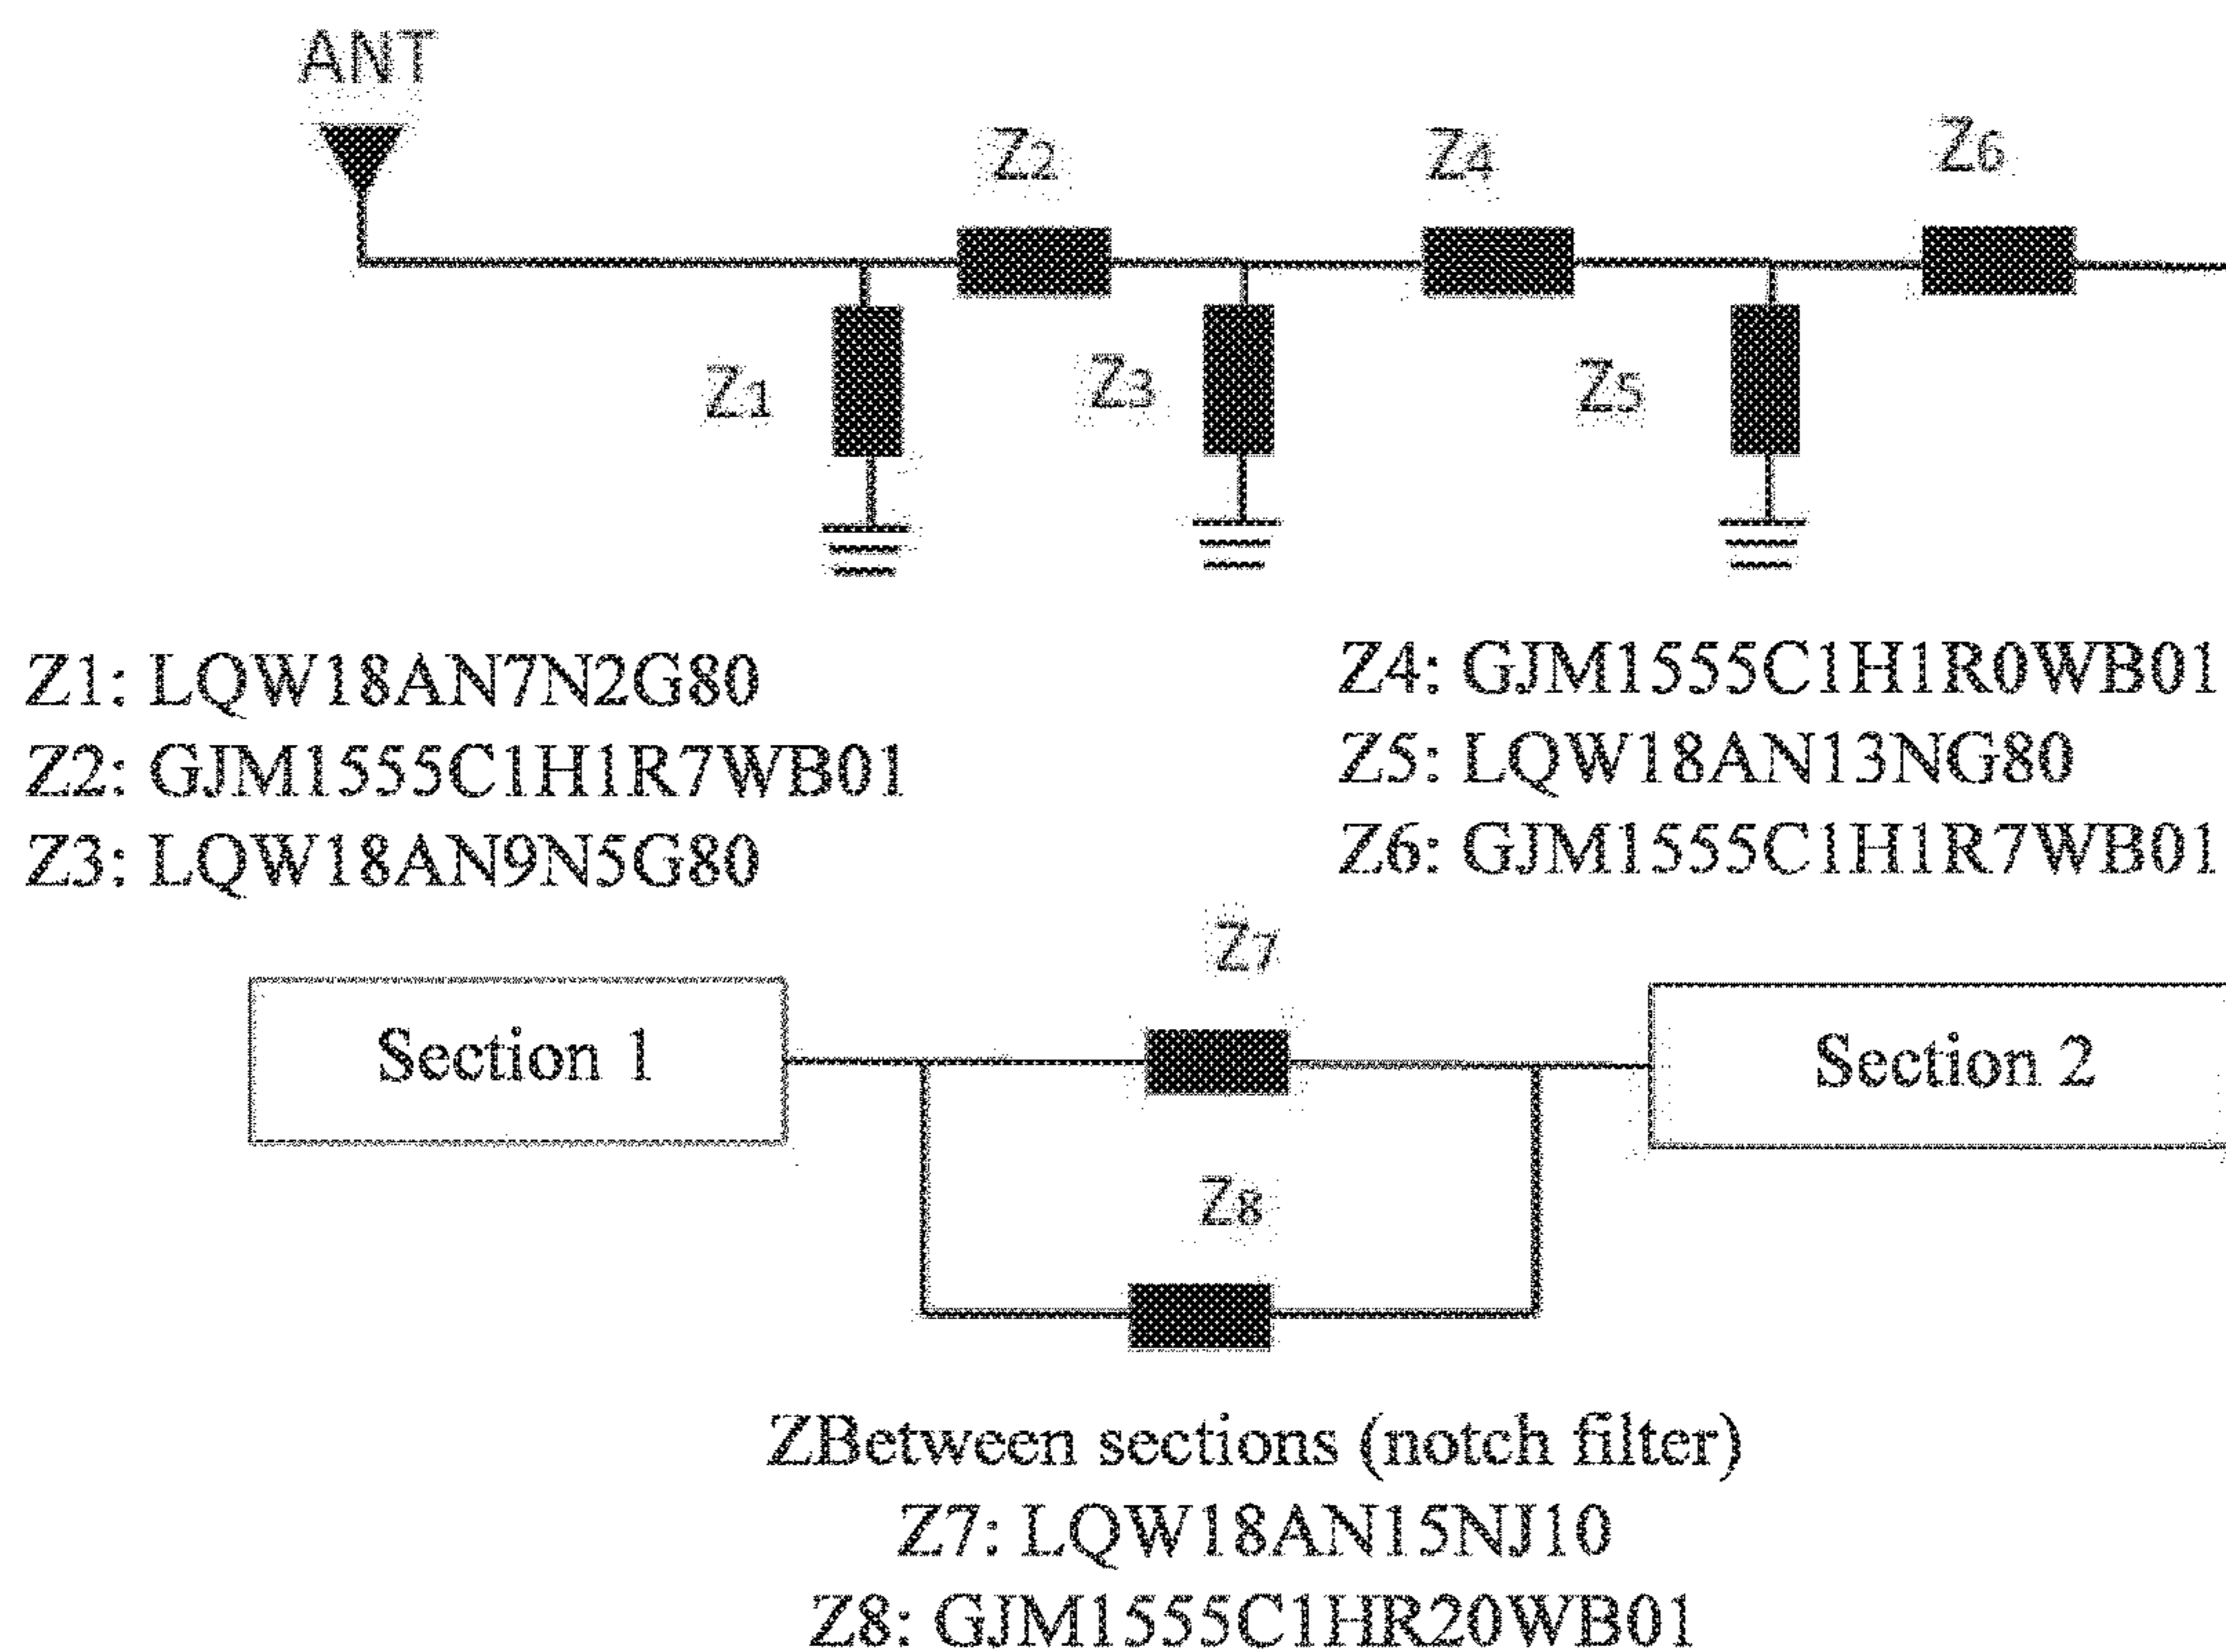 ANT
Z2
Z4
Z6
Z1
Z3
Z5
Z1: LQW18AN7N2G80
Z2: GJM1555C1H1R7WB01
Z3: LQW18AN9N5G80
Z4: GJM1555C1H1R0WB01
Z5: LQW18AN13NG80
Z6: GJM1555C1H1R7WB01
Z7
Section 1
Section 2
Z8
ZBetween sections (notch filter)
Z7: LQW18AN15NJ10
Z8: GJM1555C1HR20WB01